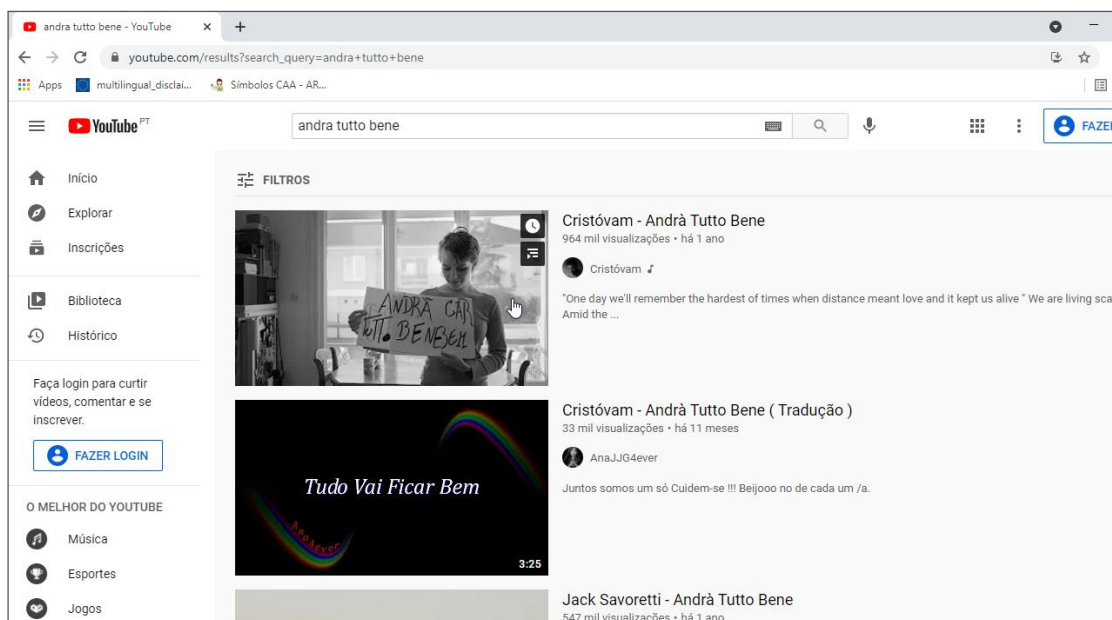 andra tutto bene - YouTube
youtube.com/results?search_query=andra+tutto+bene
Apps multilingual_disclai... Símbolos CAA - AR...
YouTube PT
andra tutto bene
FAZER
Início
Explorar
Inscrições
Biblioteca
Histórico
Faça login para curtir
vídeos, comentar e se
inscrever.
FAZER LOGIN
O MELHOR DO YOUTUBE
Música
Esportes
Jogos
FILTROS
ANDRÀ
TUTT. BENE
Cristóvam - Andrà Tutto Bene
964 mil visualizações • há 1 ano
Cristóvam
"One day we'll remember the hardest of times when distance meant love and it kept us alive " We are living sca
Amid the ...
Tudo Vai Ficar Bem
3:25
Cristóvam - Andrà Tutto Bene ( Tradução )
33 mil visualizações • há 11 meses
AnaJJG4ever
Juntos somos um só Cuidem-se !!! Beijooo no de cada um /a.
Jack Savoretti - Andrà Tutto Bene
547 mil visualizações • há 1 ano